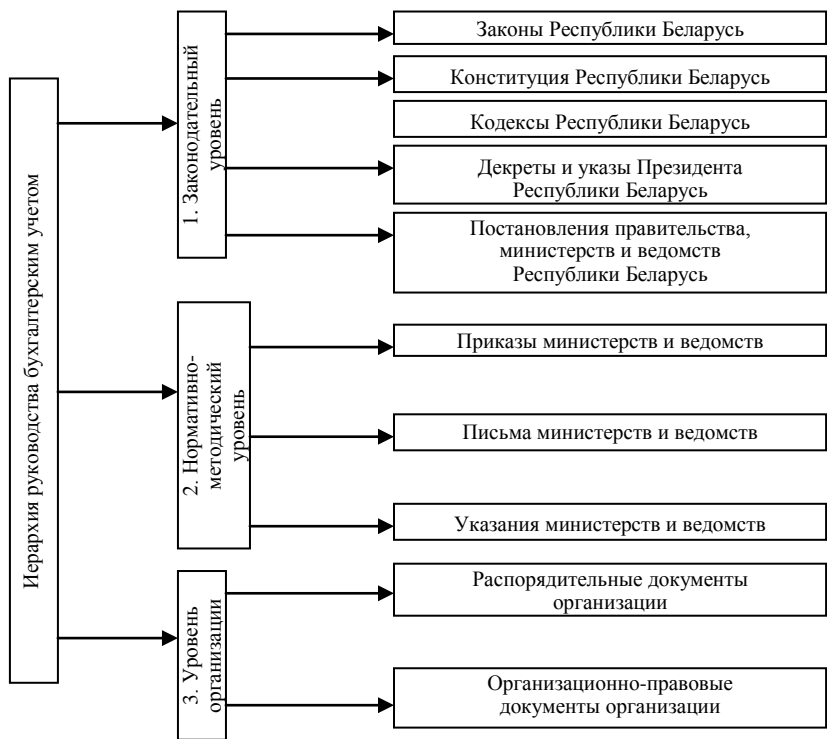 Иерархия руководства бухгалтерским учетом
1. Законодательный
уровень
Законы Республики Беларусь
Конституция Республики Беларусь
Кодексы Республики Беларусь
Декреты и указы Президента
Республики Беларусь
Постановления правительства,
министерств и ведомств
Республики Беларусь
2. Нормативно-
методический
уровень
Приказы министерств и ведомств
Письма министерств и ведомств
Указания министерств и ведомств
3. Уровень
организации
Распорядительные документы
организации
Организационно-правовые
документы организации